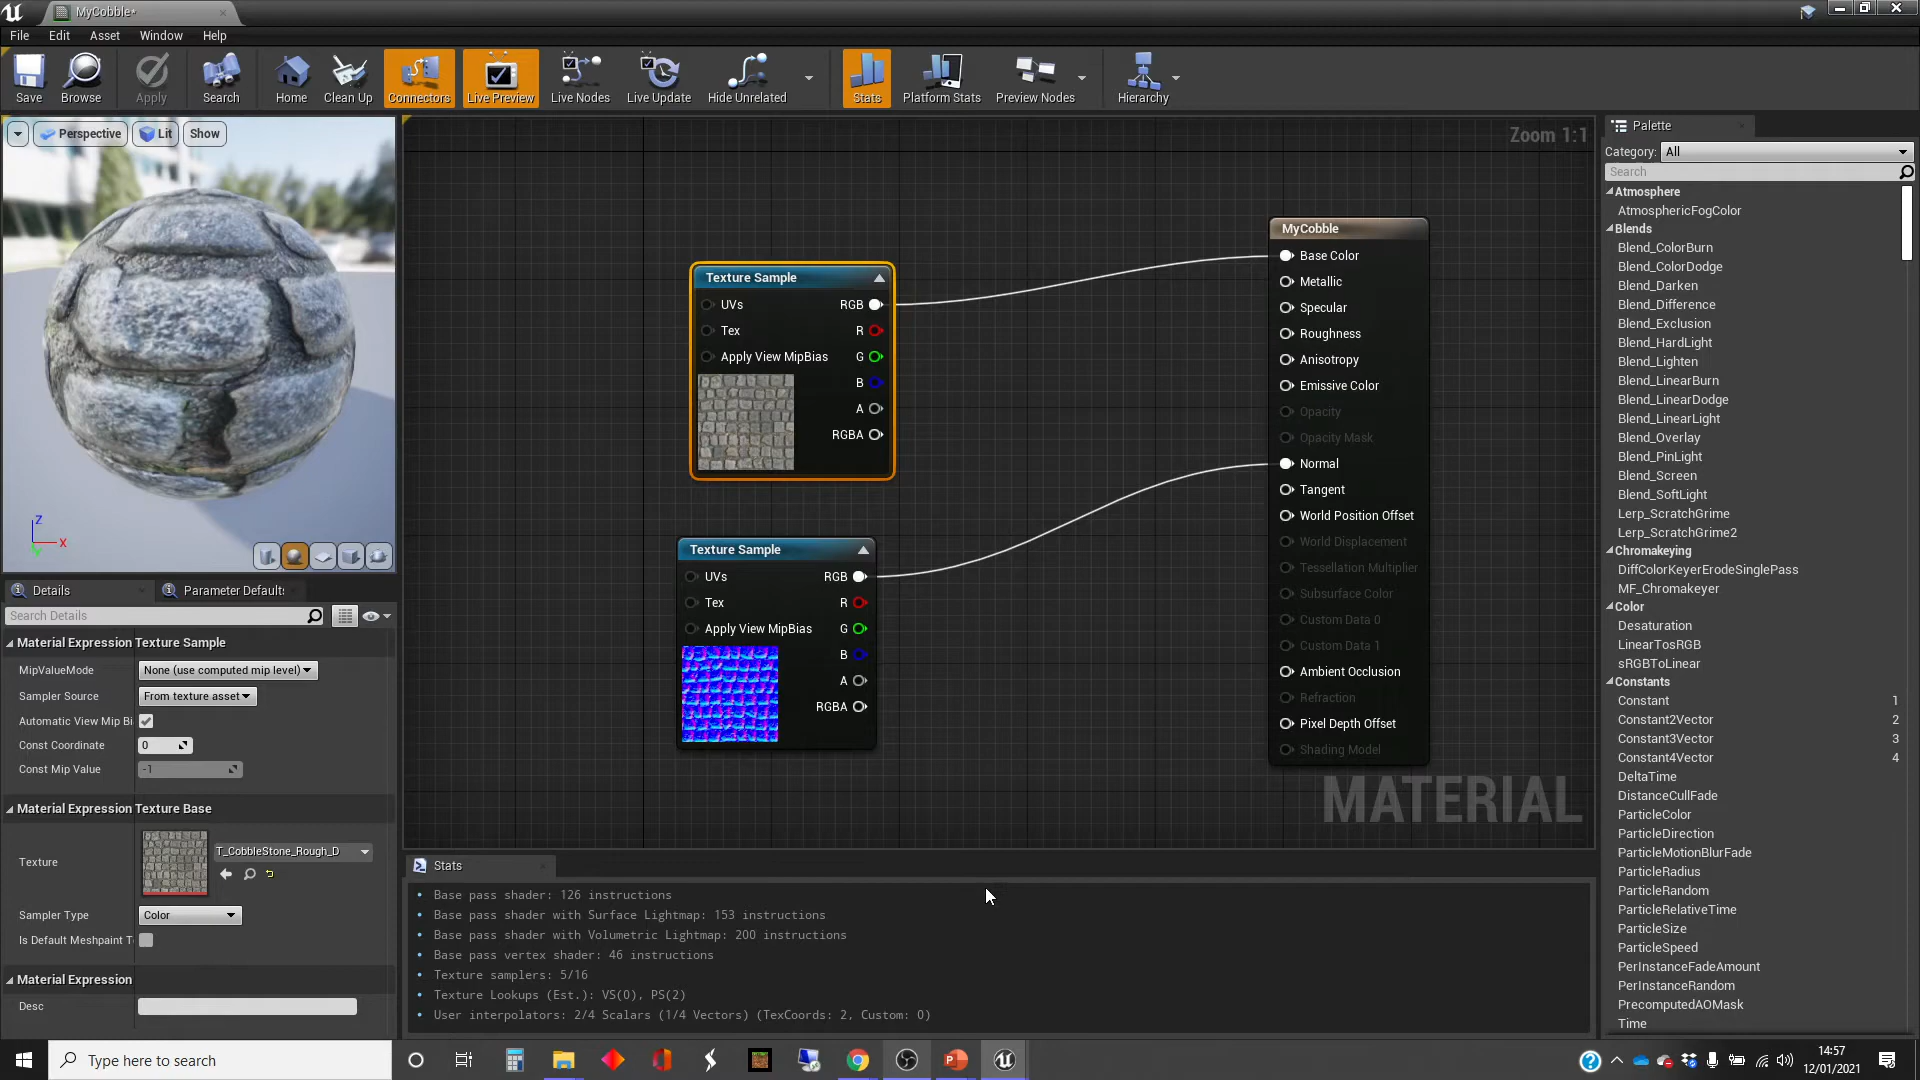 MyCobble*
File Edit Asset Window Help
Save Browse Apply Search Home Clean Up Connectors Live Preview Live Nodes Live Update Hide Unrelated Stats Platform Stats Preview Nodes Hierarchy
Perspective Lit Show
Z
X
Details Parameter Default
Search Details
Material Expression Texture Sample
MipValueMode None (use computed mip level)
Sampler Source From texture asset
Automatic View Mip Bi
Const Coordinate 0
Const Mip Value -1
Material Expression Texture Base
Texture T_CobbleStone_Rough_D
Sampler Type Color
Is Default Meshpaint T
Material Expression
Desc
Zoom 1:1
Texture Sample
UVs RGB
Tex R
Apply View MipBias G
B
A
RGBA
Texture Sample
UVs RGB
Tex R
Apply View MipBias G
B
A
RGBA
MyCobble
Base Color
Metallic
Specular
Roughness
Anisotropy
Emissive Color
Opacity
Opacity Mask
Normal
Tangent
World Position Offset
World Displacement
Tessellation Multiplier
Subsurface Color
Custom Data 0
Custom Data 1
Ambient Occlusion
Refraction
Pixel Depth Offset
Shading Model
MATERIAL
Stats
Base pass shader: 126 instructions
Base pass shader with Surface Lightmap: 153 instructions
Base pass shader with Volumetric Lightmap: 200 instructions
Base pass vertex shader: 46 instructions
Texture samplers: 5/16
Texture Lookups (Est.): VS(0), PS(2)
User interpolators: 2/4 Scalars (1/4 Vectors) (TexCoords: 2, Custom: 0)
Palette
Category: All
Search
Atmosphere
AtmosphericFogColor
Blends
Blend_ColorBurn
Blend_ColorDodge
Blend_Darken
Blend_Difference
Blend_Exclusion
Blend_HardLight
Blend_Lighten
Blend_LinearBurn
Blend_LinearDodge
Blend_LinearLight
Blend_Overlay
Blend_PinLight
Blend_Screen
Blend_SoftLight
Lerp_ScratchGrime
Lerp_ScratchGrime2
Chromakeying
DiffColorKeyerErodeSinglePass
MF_Chromakeyer
Color
Desaturation
LinearTosRGB
sRGBToLinear
Constants
Constant 1
Constant2Vector 2
Constant3Vector 3
Constant4Vector 4
DeltaTime
DistanceCullFade
ParticleColor
ParticleDirection
ParticleMotionBlurFade
ParticleRadius
ParticleRandom
ParticleRelativeTime
ParticleSize
ParticleSpeed
PerInstanceFadeAmount
PerInstanceRandom
PrecomputedAOMask
Time
Type here to search
14:57
12/01/2021